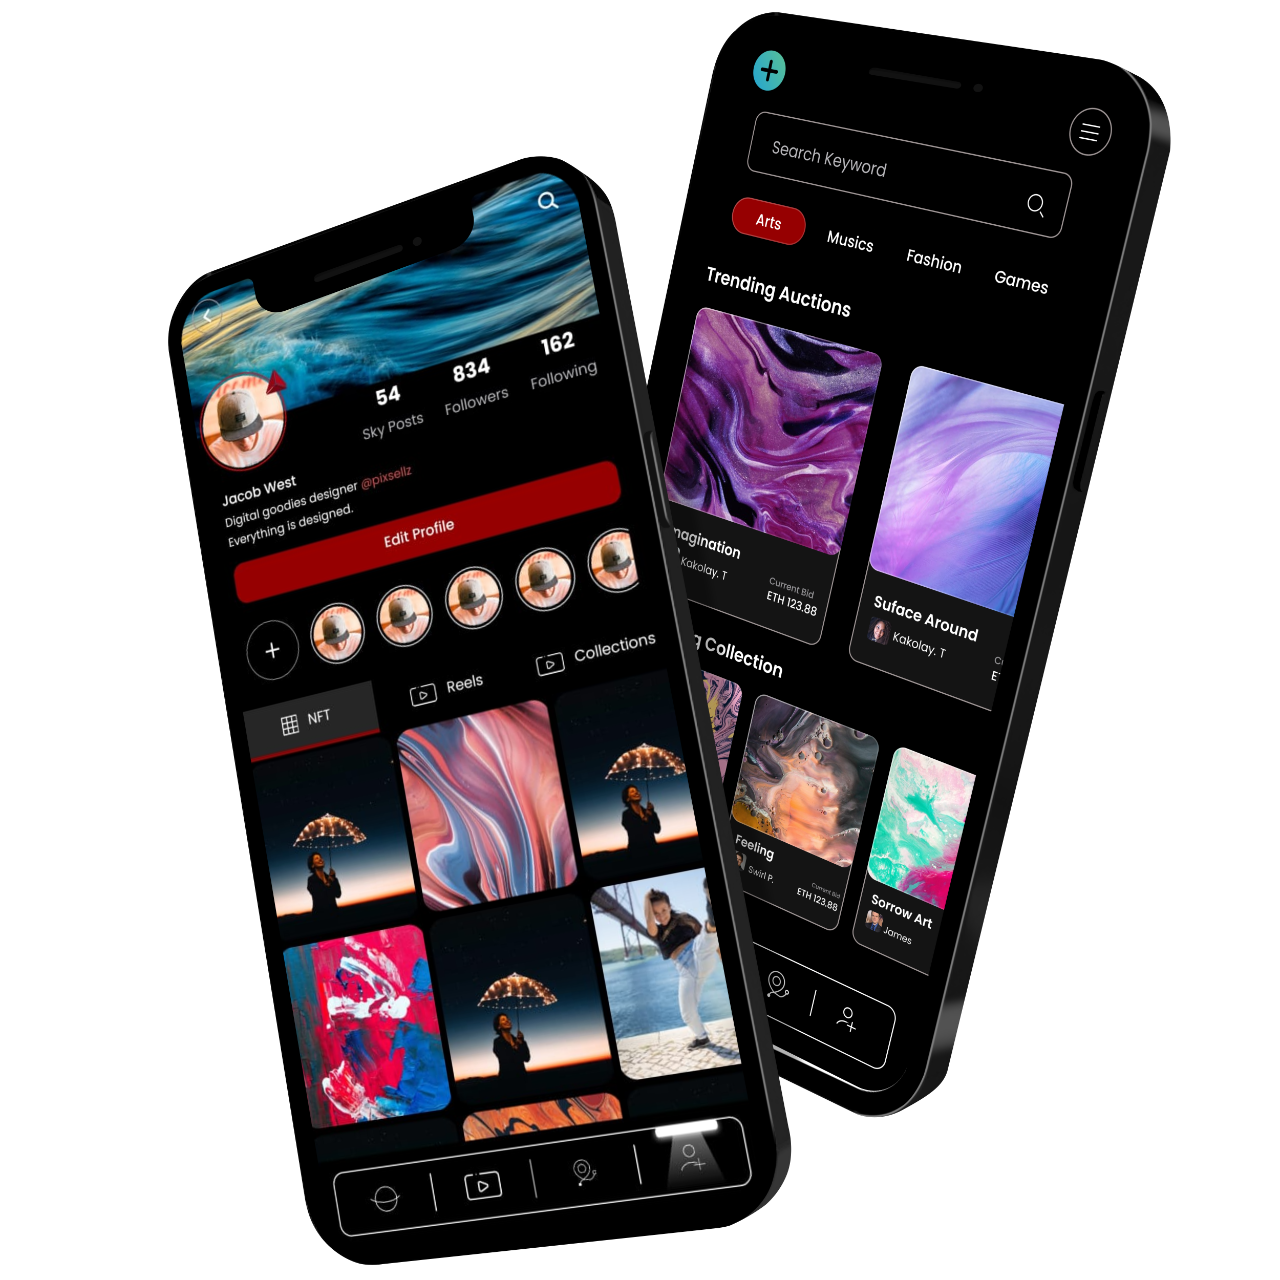 54
Sky Posts
834
Followers
162
Following
Jacob West
Digital goodies designer @pixsellz
Everything is designed.
Edit Profile
NFT
Reels
Collections
Search Keyword
Arts
Musics
Fashion
Games
Trending Auctions
magination
Kakolay. T
Current Bid
ETH 123.88
Suface Around
Kakolay. T
C
E
g Collection
Feeling
Swirl P.
Current Bid
ETH 123.88
Sorrow Art
James